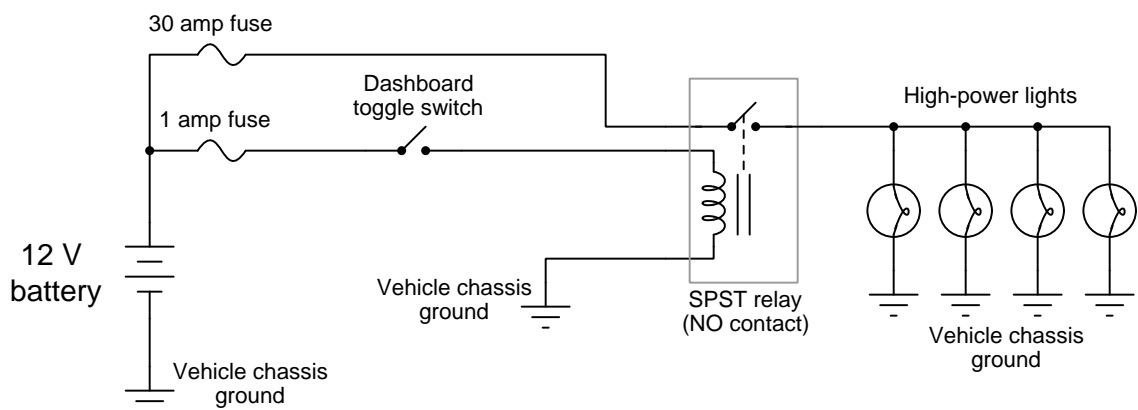 30 amp fuse
Dashboard
toggle switch
High-power lights
1 amp fuse
12 V
battery
Vehicle chassis
ground
SPST relay
(NO contact)
Vehicle chassis
ground
Vehicle chassis
ground